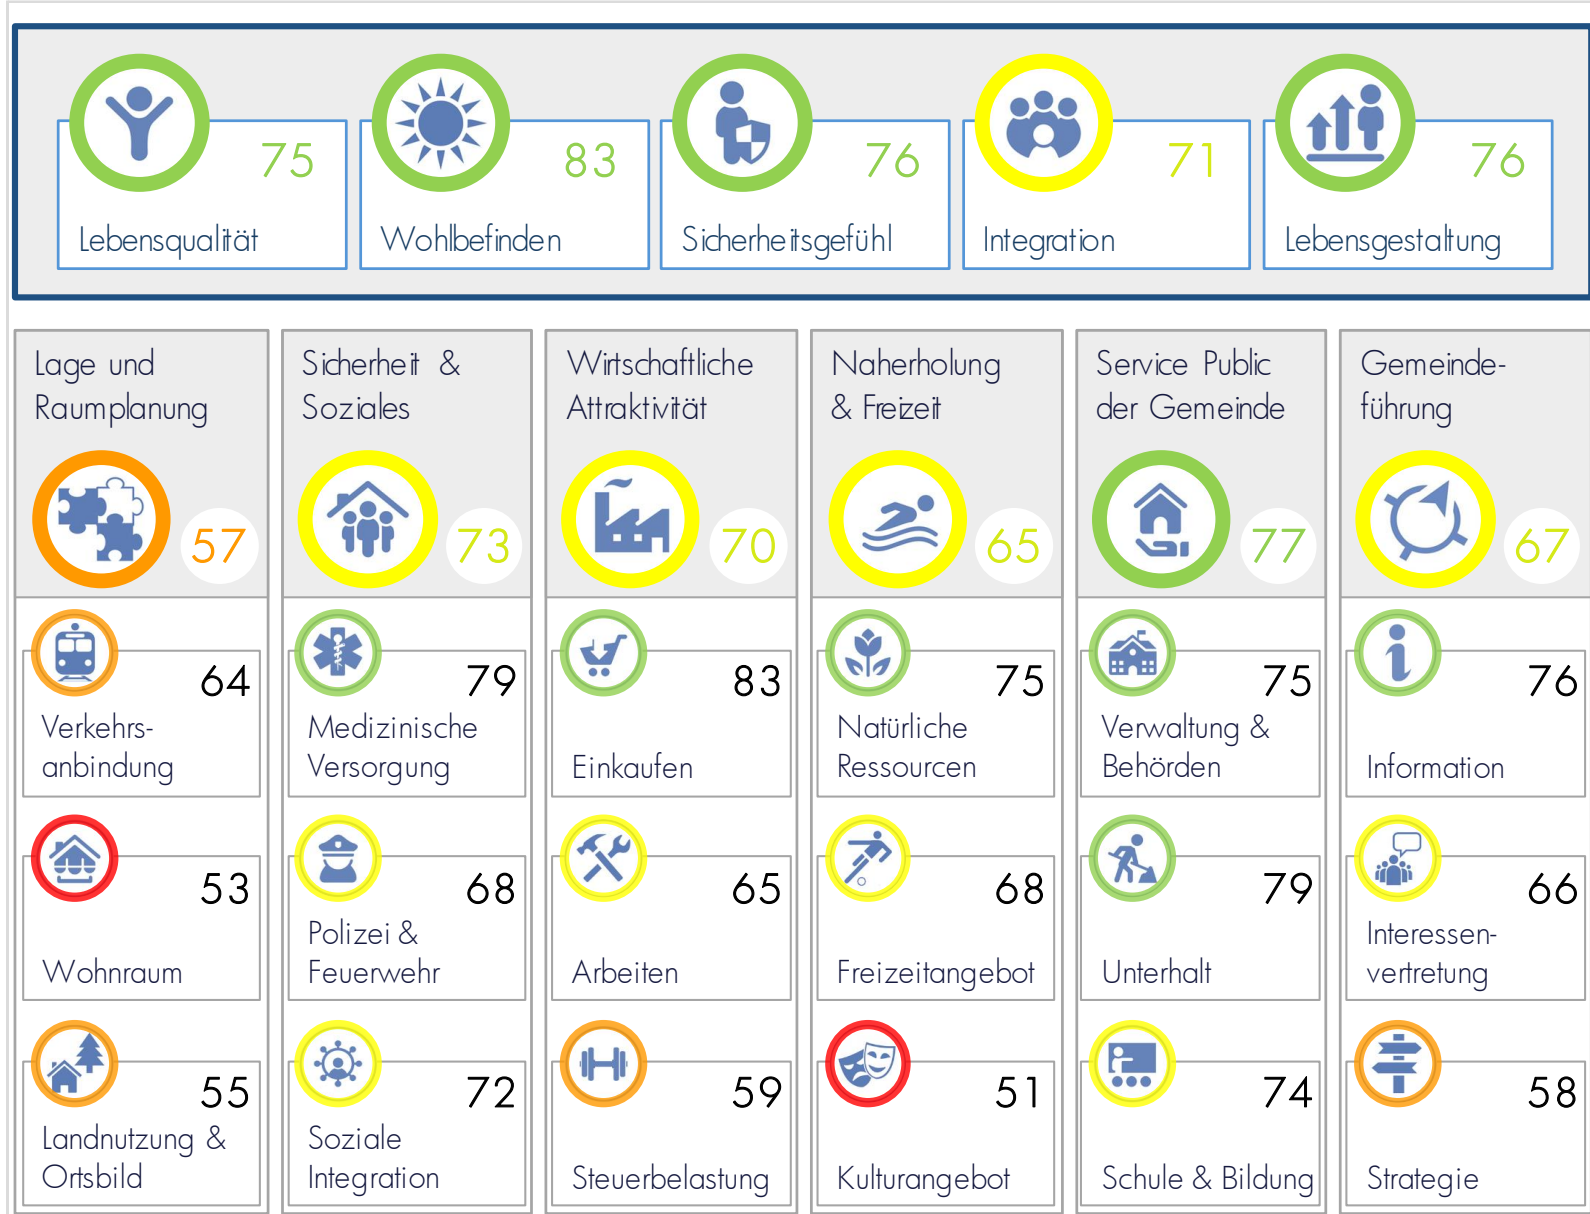 75
83
76
71
76
Lebensqualität
Wohlbefinden
Sicherheitsgefühl
Integration
Lebensgestaltung
Lage und
Raumplanung
57
64
Verkehrs-
anbindung
53
Wohnraum
55
Landnutzung &
Ortsbild
Sicherheit &
Soziales
73
79
Medizinische
Versorgung
68
Polizei &
Feuerwehr
72
Soziale
Integration
Wirtschaftliche
Attraktivität
70
83
Einkaufen
65
Arbeiten
59
Steuerbelastung
Naherholung
& Freizeit
65
75
Natürliche
Ressourcen
68
Freizeitangebot
51
Kulturangebot
Service Public
der Gemeinde
77
75
Verwaltung &
Behörden
79
Unterhalt
74
Schule & Bildung
Gemeinde-
führung
67
76
Information
66
Interessen-
vertretung
58
Strategie